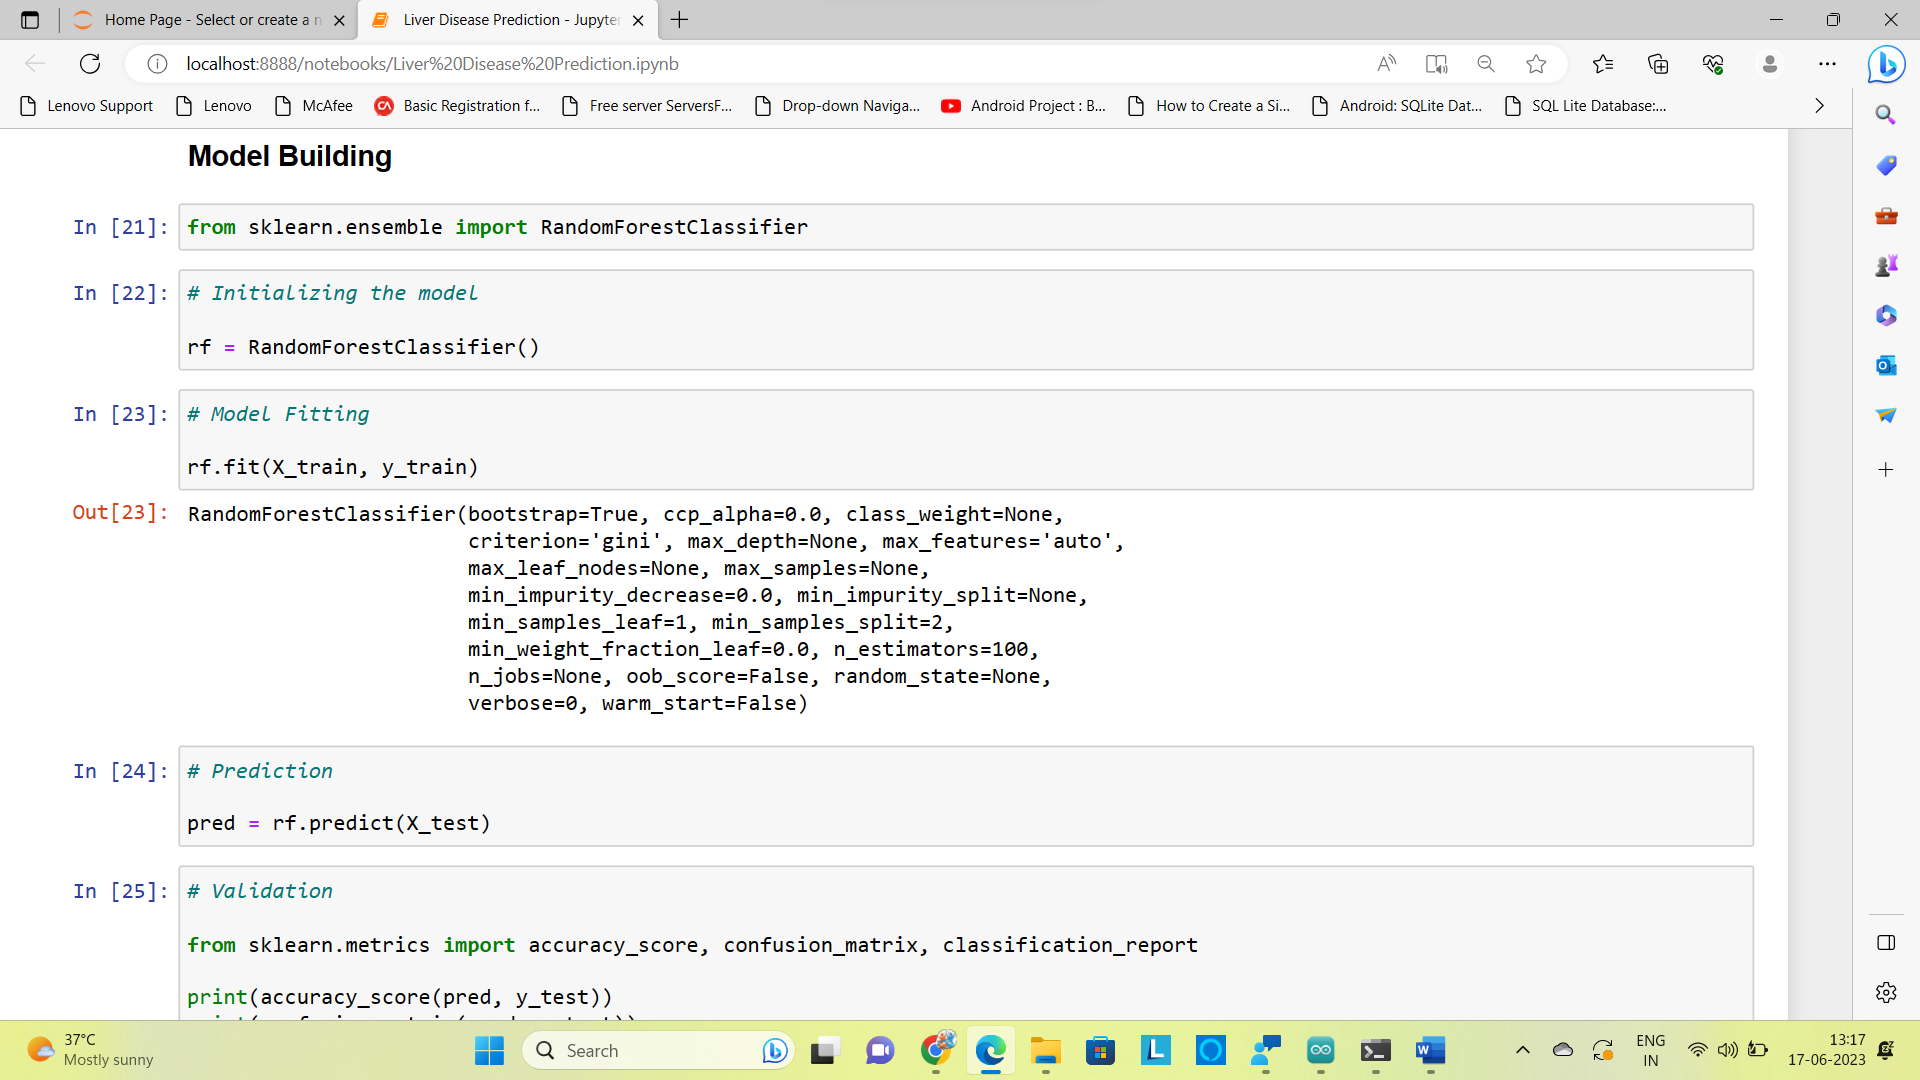 Home Page - Select or create a n
Liver Disease Prediction - Jupyter
localhost:8888/notebooks/Liver%20Disease%20Prediction.ipynb
Lenovo Support
Lenovo
McAfee
Basic Registration f...
Free server ServersF...
Drop-down Naviga...
Android Project : B...
How to Create a Si...
Android: SQLite Dat...
SQL Lite Database:...
Model Building
In [21]: from sklearn.ensemble import RandomForestClassifier
In [22]: # Initializing the model
rf = RandomForestClassifier()
In [23]: # Model Fitting
rf.fit(X_train, y_train)
Out[23]: RandomForestClassifier(bootstrap=True, ccp_alpha=0.0, class_weight=None,
criterion='gini', max_depth=None, max_features='auto',
max_leaf_nodes=None, max_samples=None,
min_impurity_decrease=0.0, min_impurity_split=None,
min_samples_leaf=1, min_samples_split=2,
min_weight_fraction_leaf=0.0, n_estimators=100,
n_jobs=None, oob_score=False, random_state=None,
verbose=0, warm_start=False)
In [24]: # Prediction
pred = rf.predict(X_test)
In [25]: # Validation
from sklearn.metrics import accuracy_score, confusion_matrix, classification_report
print(accuracy_score(pred, y_test))
37°C
Mostly sunny
Search
ENG
IN
13:17
17-06-2023